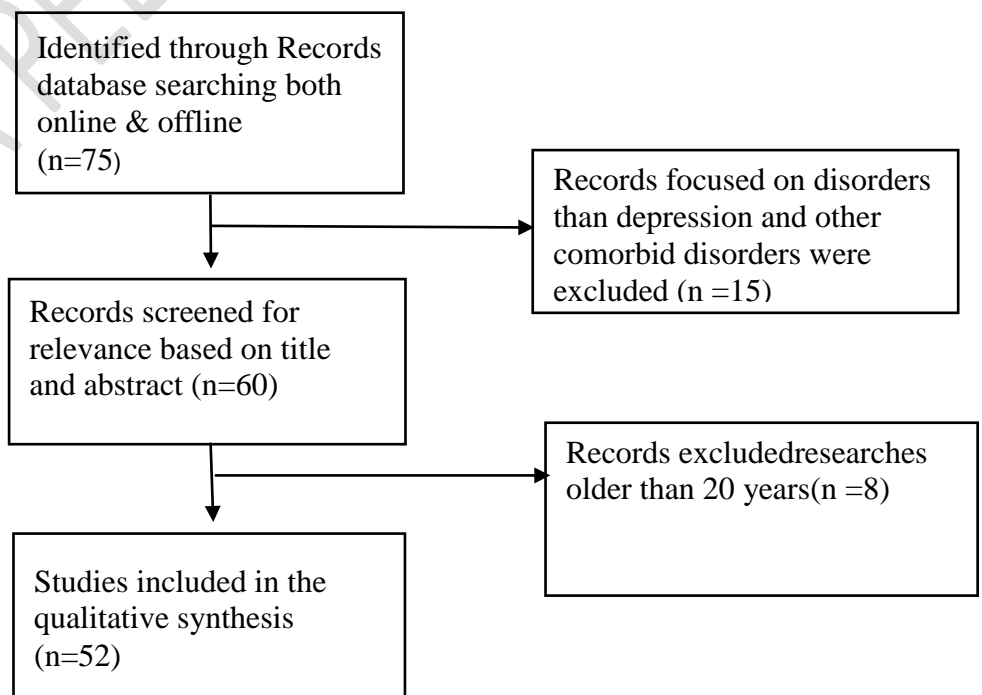 Identified through Records
database searching both
online & offline
(n=75)
Records focused on disorders
than depression and other
comorbid disorders were
excluded (n =15)
Records screened for
relevance based on title
and abstract (n=60)
Records excludedresearches
older than 20 years(n =8)
Studies included in the
qualitative synthesis
(n=52)